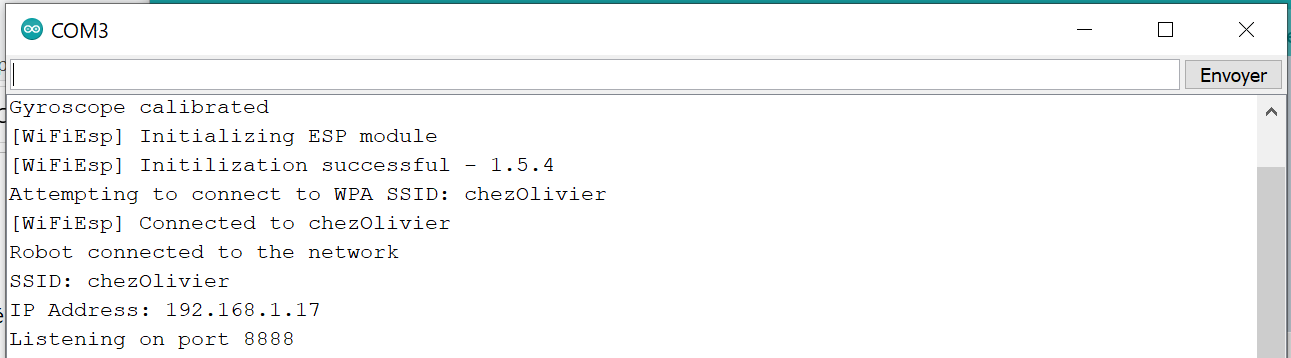 COM3
Envoyer
Gyroscope calibrated
[WiFiEsp] Initializing ESP module
[WiFiEsp] Initilization successful - 1.5.4
Attempting to connect to WPA SSID: chezOlivier
[WiFiEsp] Connected to chezOlivier
Robot connected to the network
SSID: chezOlivier
IP Address: 192.168.1.17
Listening on port 8888